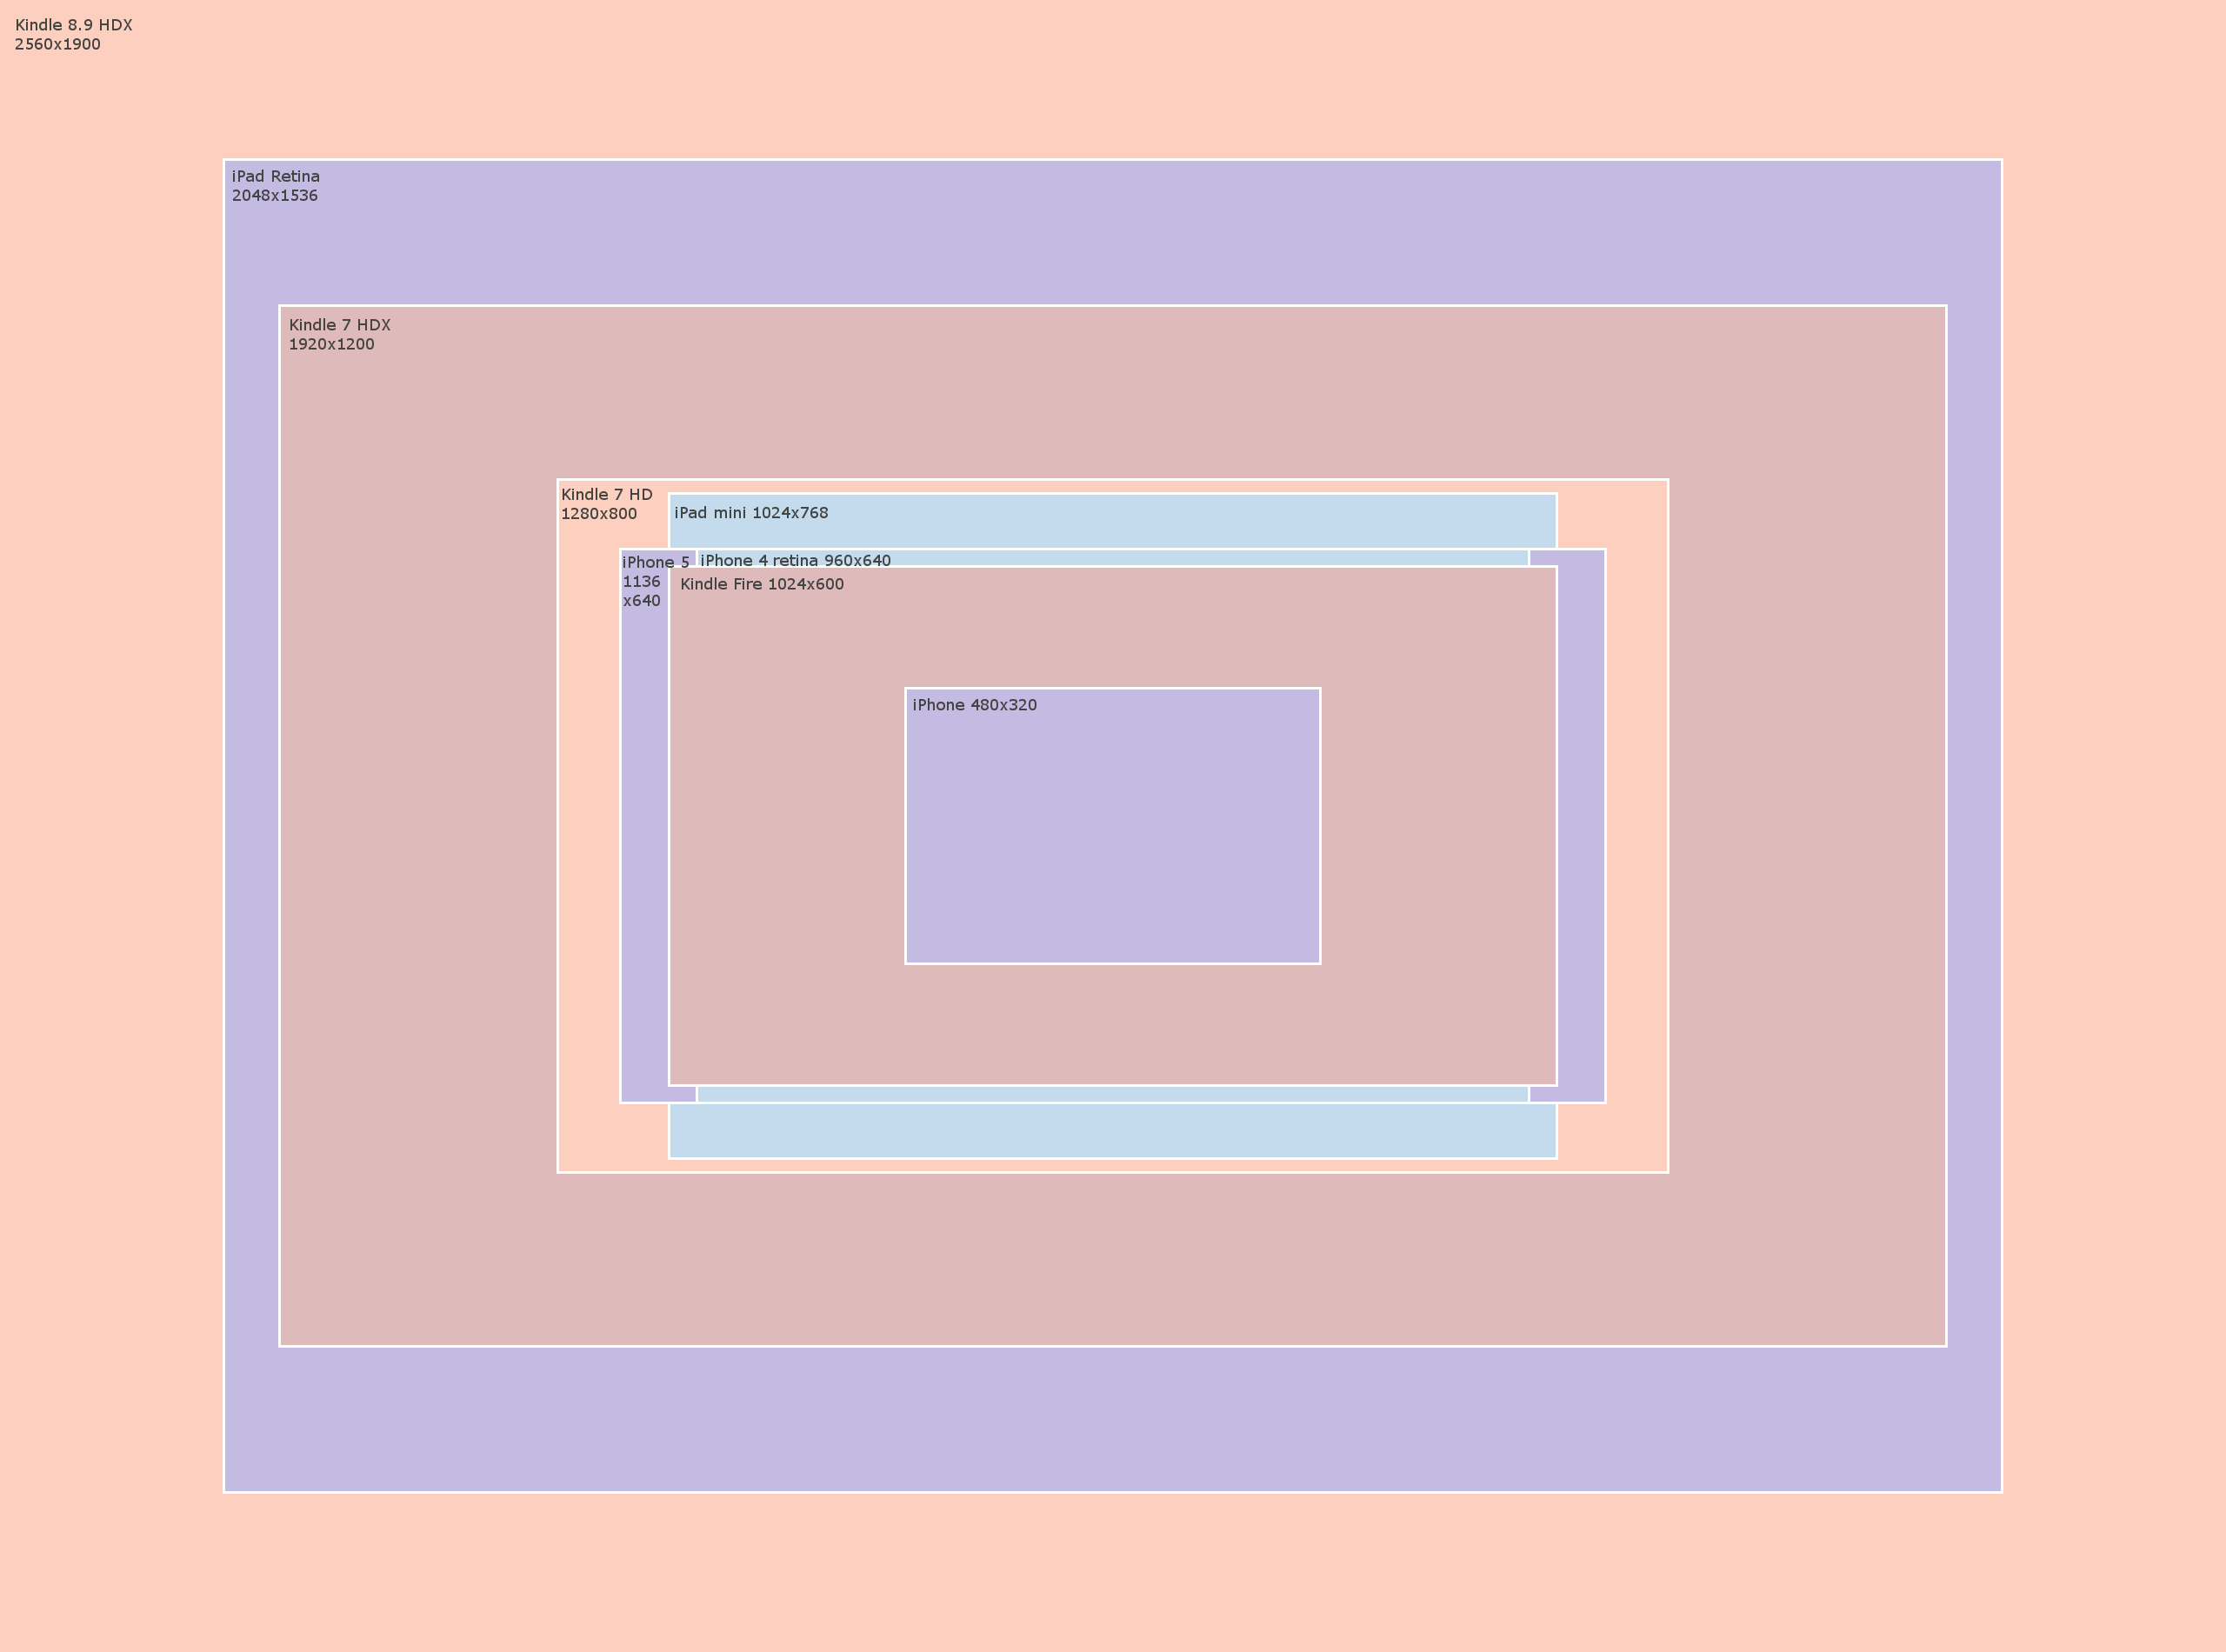 Kindle 8.9 HDX
2560x1900
iPad Retina
2048x1536
Kindle 7 HDX
1920x1200
Kindle 7 HD
1280x800
iPad mini 1024x768
iPhone 5
1136
x640
iPhone 4 retina 960x640
Kindle Fire 1024x600
iPhone 480x320